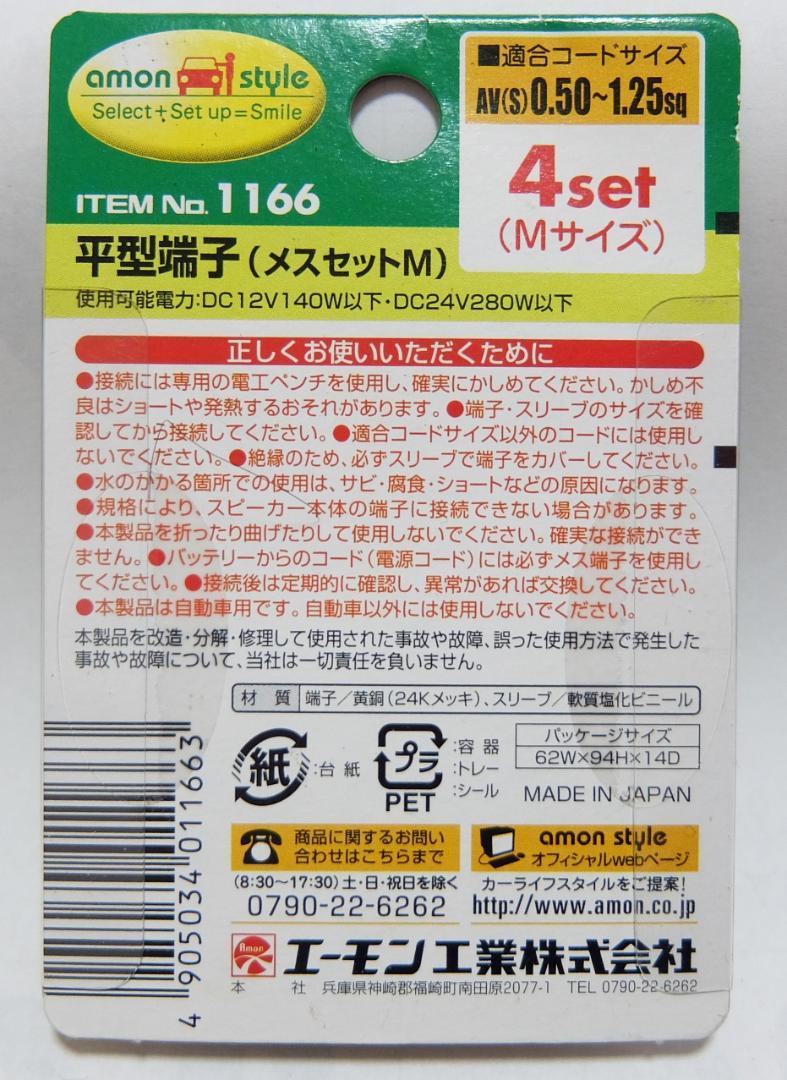 amon style
Select+Set up=Smile
■適合コードサイズ
AV(S)0.50~1.25sq
4set
(Mサイズ)
ITEM No. 1166
平型端子(メスセットM)
使用可能電力:DC12V140W以下・DC24V280W以下
正しくお使いいただくために
●接続には専用の電工ペンチを使用し、確実にかしめてください。かしめ不
良はショートや発熱するおそれがあります。●端子・スリーブのサイズを確
認してから接続してください。●適合コードサイズ以外のコードには使用し
ないでください。●絶縁のため、必ずスリーブで端子をカバーしてください。
●水のかかる箇所での使用は、サビ・腐食・ショートなどの原因になります。
●規格により、スピーカー本体の端子に接続できない場合があります。
●本製品を折ったり曲げたりして使用しないでください。確実な接続ができ
ません。●バッテリーからのコード(電源コード)には必ずメス端子を使用し
てください。●接続後は定期的に確認し、異常があれば交換してください。
●本製品は自動車用です。自動車以外には使用しないでください。
本製品を改造・分解・修理して使用された事故や故障、誤った使用方法で発生した
事故や故障について、当社は一切責任を負いません。
材 質 端子/黄銅(24Kメッキ)、スリーブ/軟質塩化ビニール
紙 :台 紙
プラ
PET
:容 器
:トレー
:シール
パッケージサイズ
62W×94H×14D
MADE IN JAPAN
4 905034 011663
商品に関するお問い
合わせはこちらまで
(8:30~17:30)土・日・祝日を除く
0790-22-6262
amon style
オフィシャルwebページ
カーライフスタイルをご提案!
http://www.amon.co.jp
Amon
エーモン工業株式会社
本 社 兵庫県神崎郡福崎町南田原2077-1 TEL 0790-22-6262